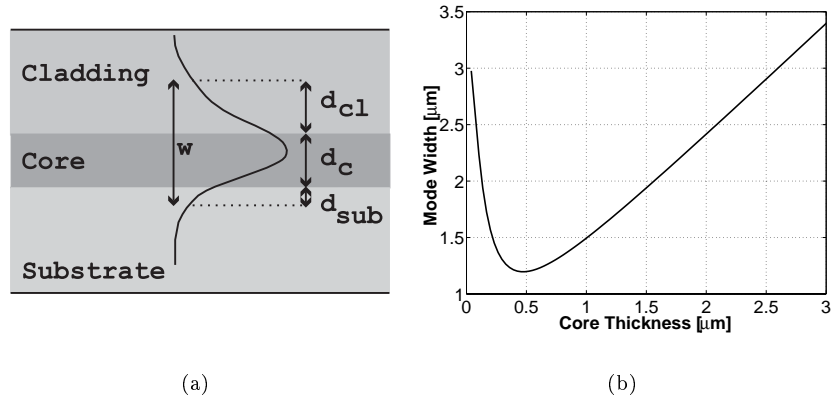 Cladding
Core
Substrate
w
d_cl
d_c
d_sub
(a)
Mode Width [μm]
3.5
3
2.5
2
1.5
1
0
0.5
1
1.5
2
2.5
3
Core Thickness [μm]
(b)